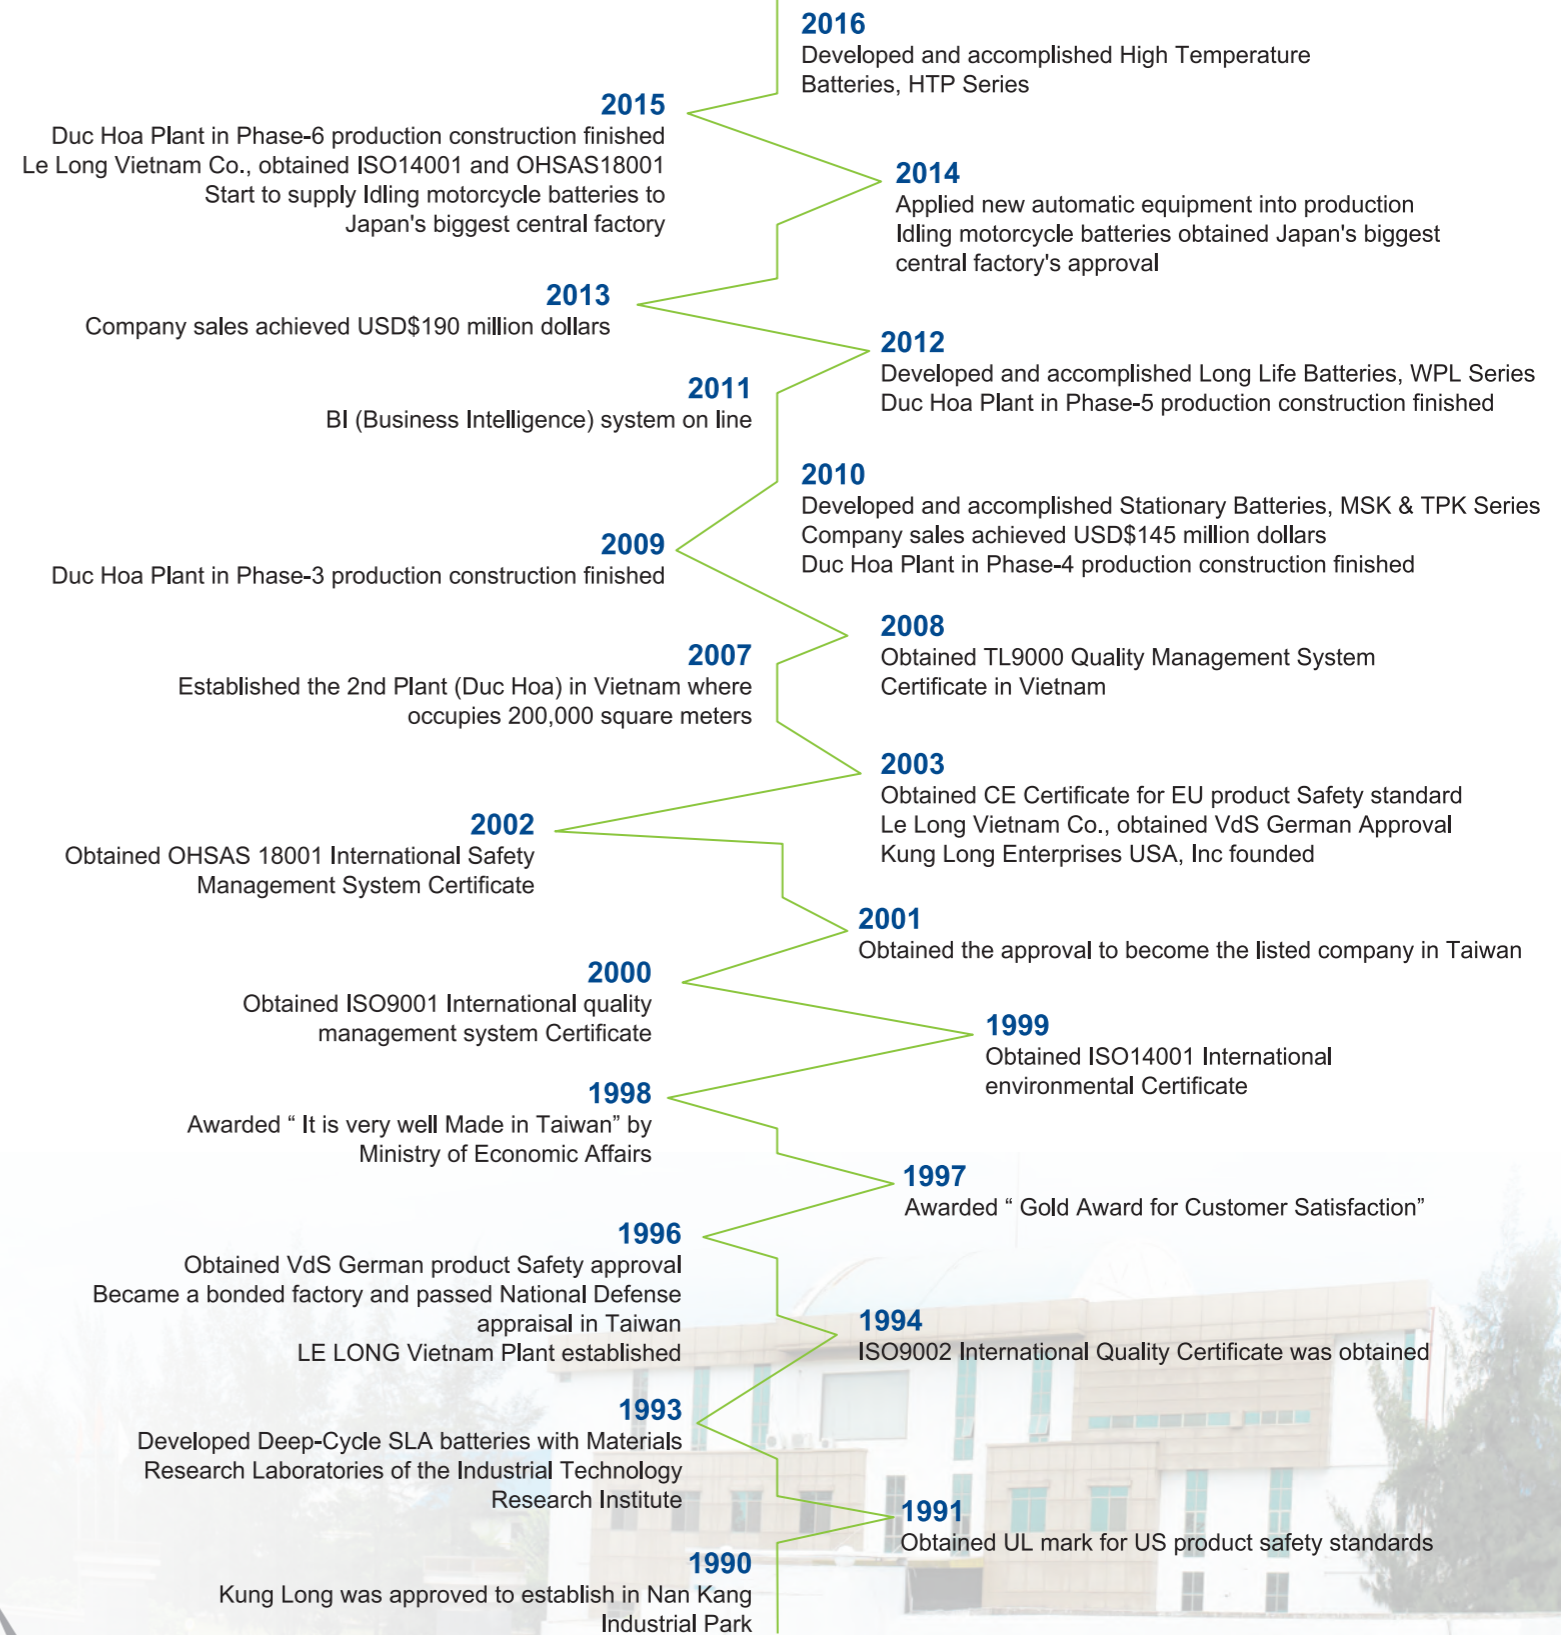 2016
Developed and accomplished High Temperature
Batteries, HTP Series
2015
Duc Hoa Plant in Phase-6 production construction finished
Le Long Vietnam Co., obtained ISO14001 and OHSAS18001
Start to supply Idling motorcycle batteries to
Japan's biggest central factory
2014
Applied new automatic equipment into production
Idling motorcycle batteries obtained Japan's biggest
central factory's approval
2013
Company sales achieved USD$190 million dollars
2012
Developed and accomplished Long Life Batteries, WPL Series
Duc Hoa Plant in Phase-5 production construction finished
2011
BI (Business Intelligence) system on line
2010
Developed and accomplished Stationary Batteries, MSK & TPK Series
Company sales achieved USD$145 million dollars
Duc Hoa Plant in Phase-4 production construction finished
2009
Duc Hoa Plant in Phase-3 production construction finished
2008
Obtained TL9000 Quality Management System
Certificate in Vietnam
2007
Established the 2nd Plant (Duc Hoa) in Vietnam where
occupies 200,000 square meters
2003
Obtained CE Certificate for EU product Safety standard
Le Long Vietnam Co., obtained VdS German Approval
Kung Long Enterprises USA, Inc founded
2002
Obtained OHSAS 18001 International Safety
Management System Certificate
2001
Obtained the approval to become the listed company in Taiwan
2000
Obtained ISO9001 International quality
management system Certificate
1999
Obtained ISO14001 International
environmental Certificate
1998
Awarded “ It is very well Made in Taiwan” by
Ministry of Economic Affairs
1997
Awarded “ Gold Award for Customer Satisfaction”
1996
Obtained VdS German product Safety approval
Became a bonded factory and passed National Defense
appraisal in Taiwan
LE LONG Vietnam Plant established
1994
ISO9002 International Quality Certificate was obtained
1993
Developed Deep-Cycle SLA batteries with Materials
Research Laboratories of the Industrial Technology
Research Institute
1991
Obtained UL mark for US product safety standards
1990
Kung Long was approved to establish in Nan Kang
Industrial Park